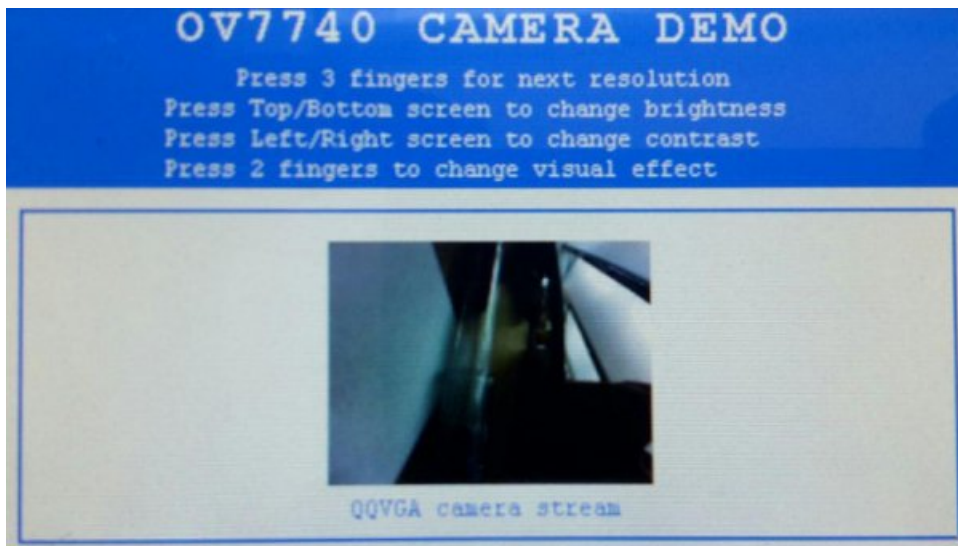 OV7740 CAMERA DEMO
Press 3 fingers for next resolution
Press Top/Bottom screen to change brightness
Press Left/Right screen to change contrast
Press 2 fingers to change visual effect
QQVGA camera stream